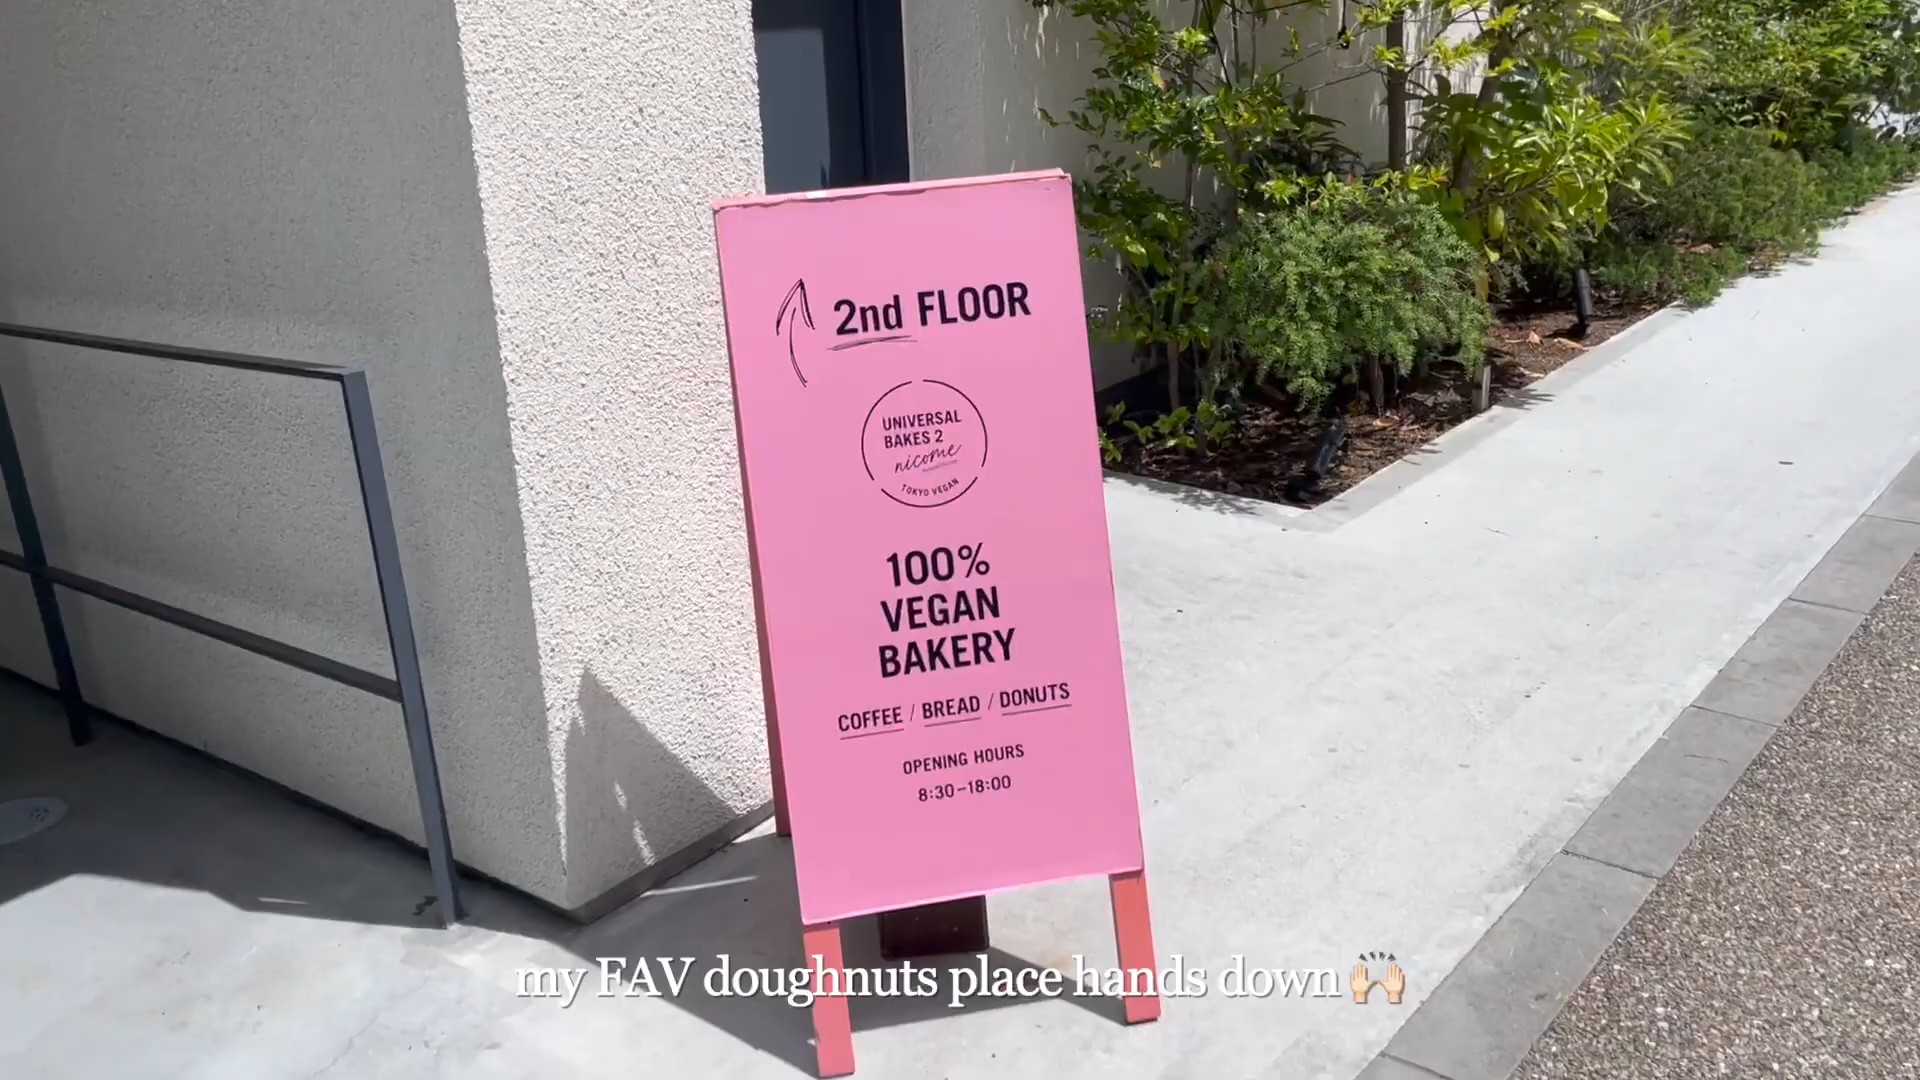 2nd FLOOR
UNIVERSAL
BAKES 2
nicome
TOKYO VEGAN
100%
VEGAN
BAKERY
COFFEE / BREAD / DONUTS
OPENING HOURS
8:30–18:00
my FAV doughnuts place hands down 🙌🏻